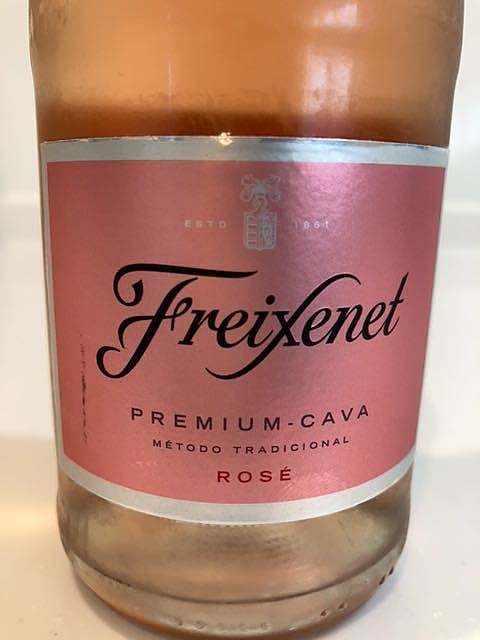 ESTD 1861
Freixenet
PREMIUM-CAVA
MÉTODO TRADICIONAL
ROSÉ